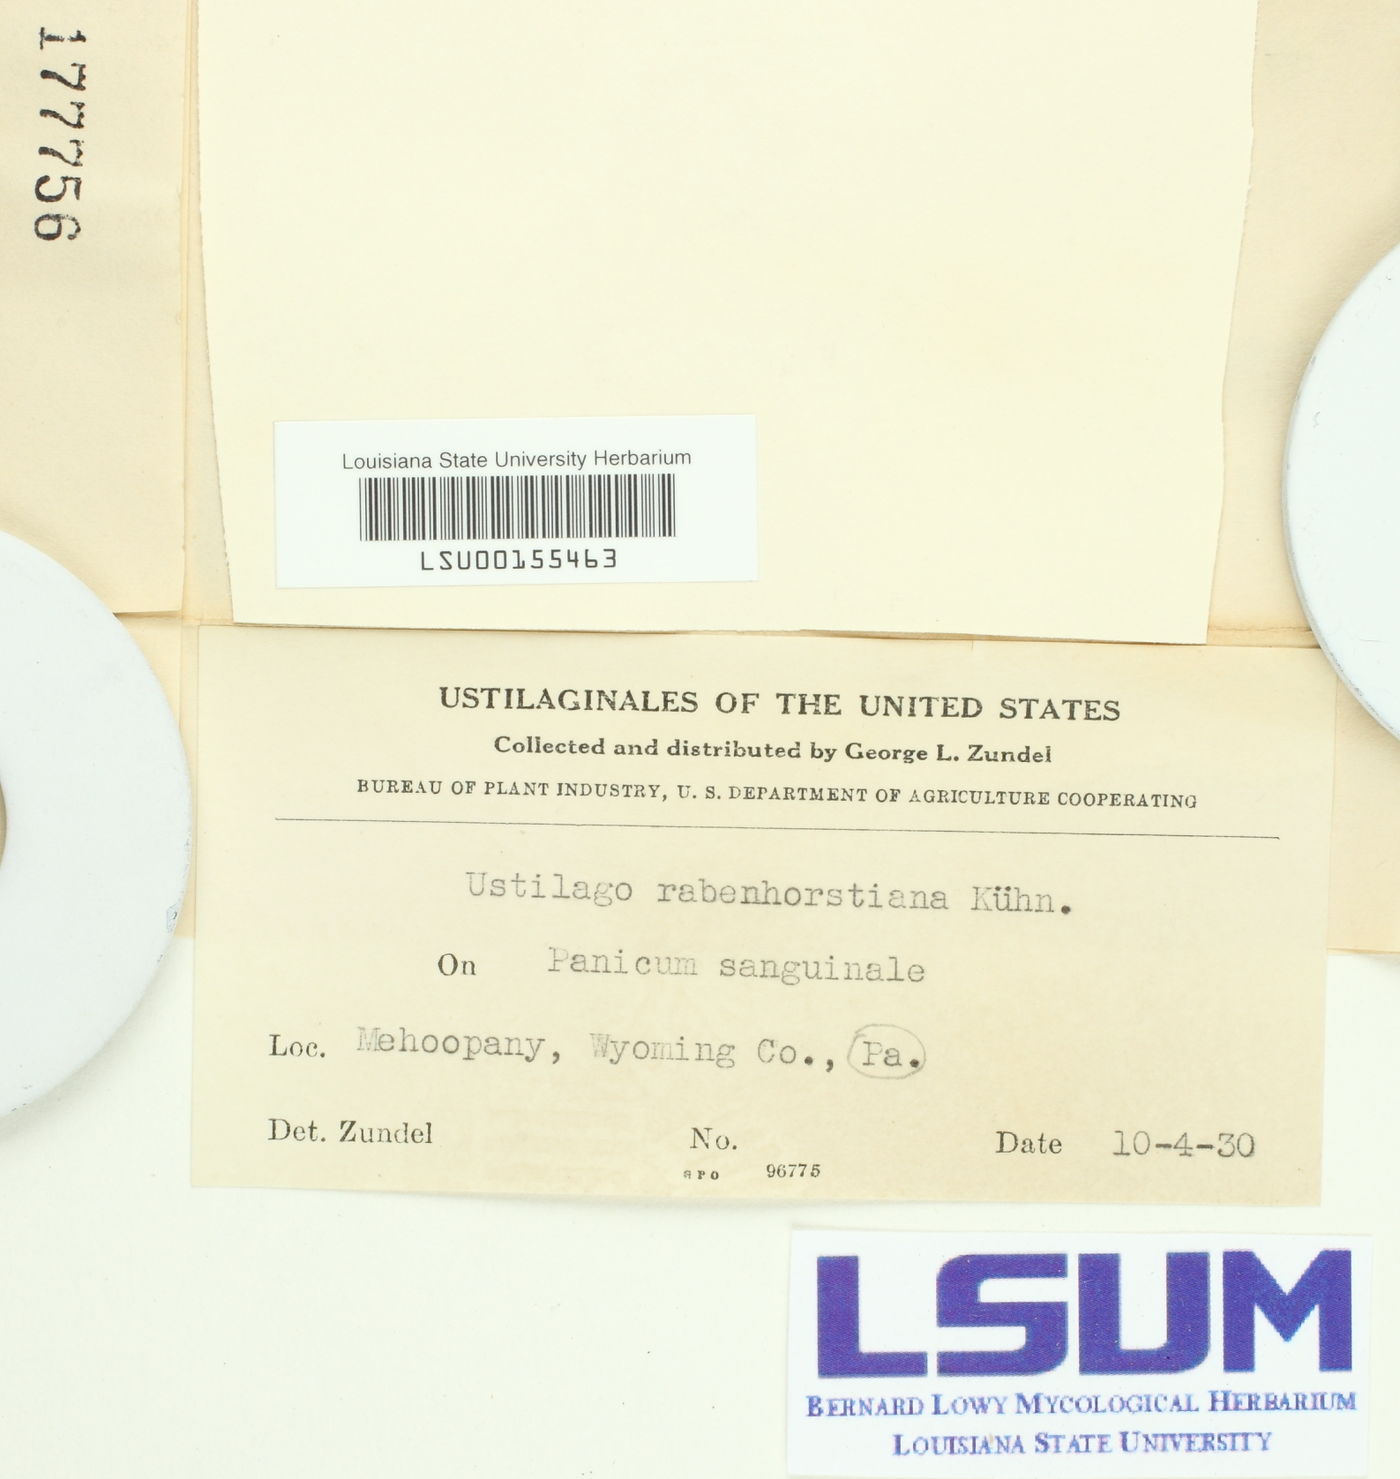 177756
Louisiana State University Herbarium
LSU00155463
USTILAGINALES OF THE UNITED STATES
Collected and distributed by George L. Zundel
BUREAU OF PLANT INDUSTRY, U. S. DEPARTMENT OF AGRICULTURE COOPERATING
Ustilago rabenhorstiana Kühn.
On Panicum sanguinale
Loc. Mehoopany, Wyoming Co., Pa.
Det. Zundel No. Date 10-4-30
GPO 96775
LSUM
BERNARD LOWY MYCOLOGICAL HERBARIUM
LOUISIANA STATE UNIVERSITY